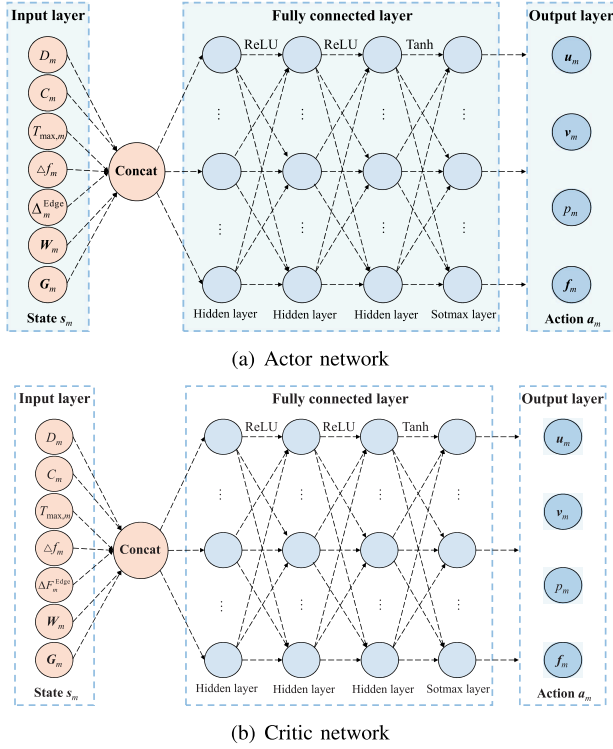 Input layer
Fully connected layer
Output layer
D_m
C_m
T_max,m
△f_m
Δ_m^Edge
W_m
G_m
State s_m
Concat
ReLU
ReLU
Tanh
⋮ ⋮ ⋮ ⋮
⋮ ⋮ ⋮ ⋮
Hidden layer
Hidden layer
Hidden layer
Sotmax layer
u_m
v_m
p_m
f_m
Action a_m
(a) Actor network
Input layer
Fully connected layer
Output layer
D_m
C_m
T_max,m
△f_m
ΔF_m^Edge
W_m
G_m
State s_m
Concat
ReLU
ReLU
Tanh
⋮ ⋮ ⋮ ⋮
⋮ ⋮ ⋮ ⋮
Hidden layer
Hidden layer
Hidden layer
Sotmax layer
u_m
v_m
p_m
f_m
Action a_m
(b) Critic network